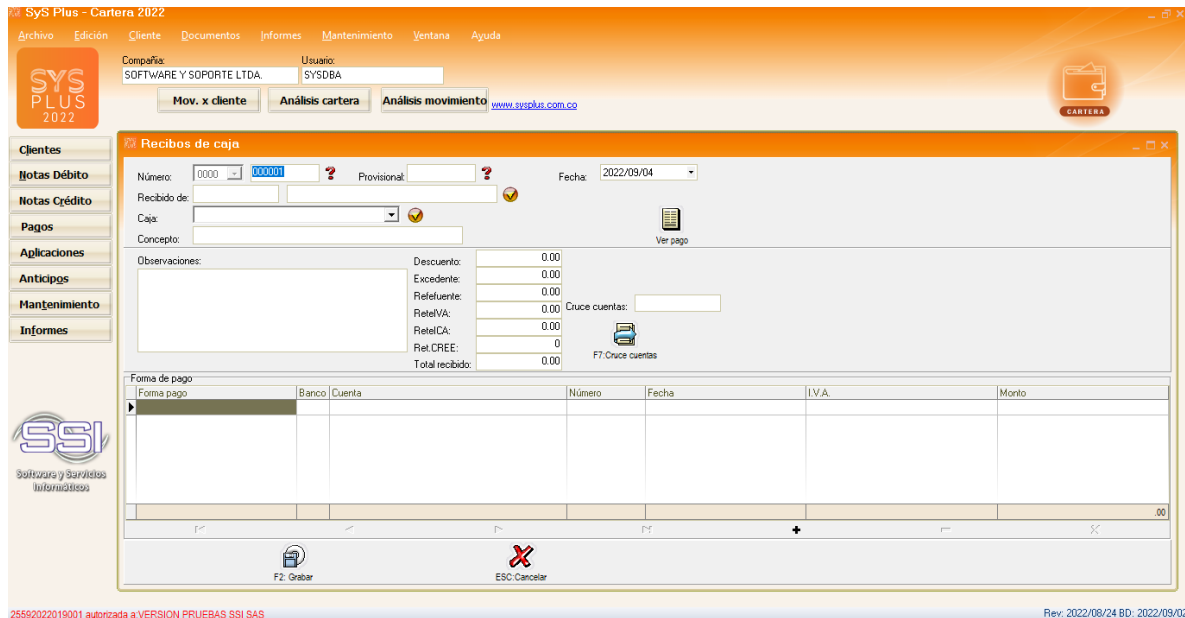 SyS Plus - Cartera 2022
Archivo Edición Cliente Documentos Informes Mantenimiento Ventana Ayuda
SYS
PLUS
2022
Compañia: Usuario:
SOFTWARE Y SOPORTE LTDA. SYSDBA
Mov. x cliente Análisis cartera Análisis movimiento www.sysplus.com.co
CARTERA
Clientes
Notas Débito
Notas Crédito
Pagos
Aplicaciones
Anticipos
Mantenimiento
Informes
SSI
Software y Servicios
Informáticos
Recibos de caja
Número: 0000 000001 ? Provisional: ? Fecha: 2022/09/04
Recibido de:
Caja:
Concepto: Ver pago
Observaciones:
Descuento: 0.00
Excedente: 0.00
Refefuente: 0.00
ReteIVA: 0.00 Cruce cuentas:
ReteICA: 0.00
Ret.CREE: 0 F7:Cruce cuentas
Total recibido: 0.00
Forma de pago
Forma pago Banco Cuenta Número Fecha I.V.A. Monto
.00
F2: Grabar ESC:Cancelar
25592022019001 autorizada a:VERSION PRUEBAS SSI SAS Rev: 2022/08/24 BD: 2022/09/02